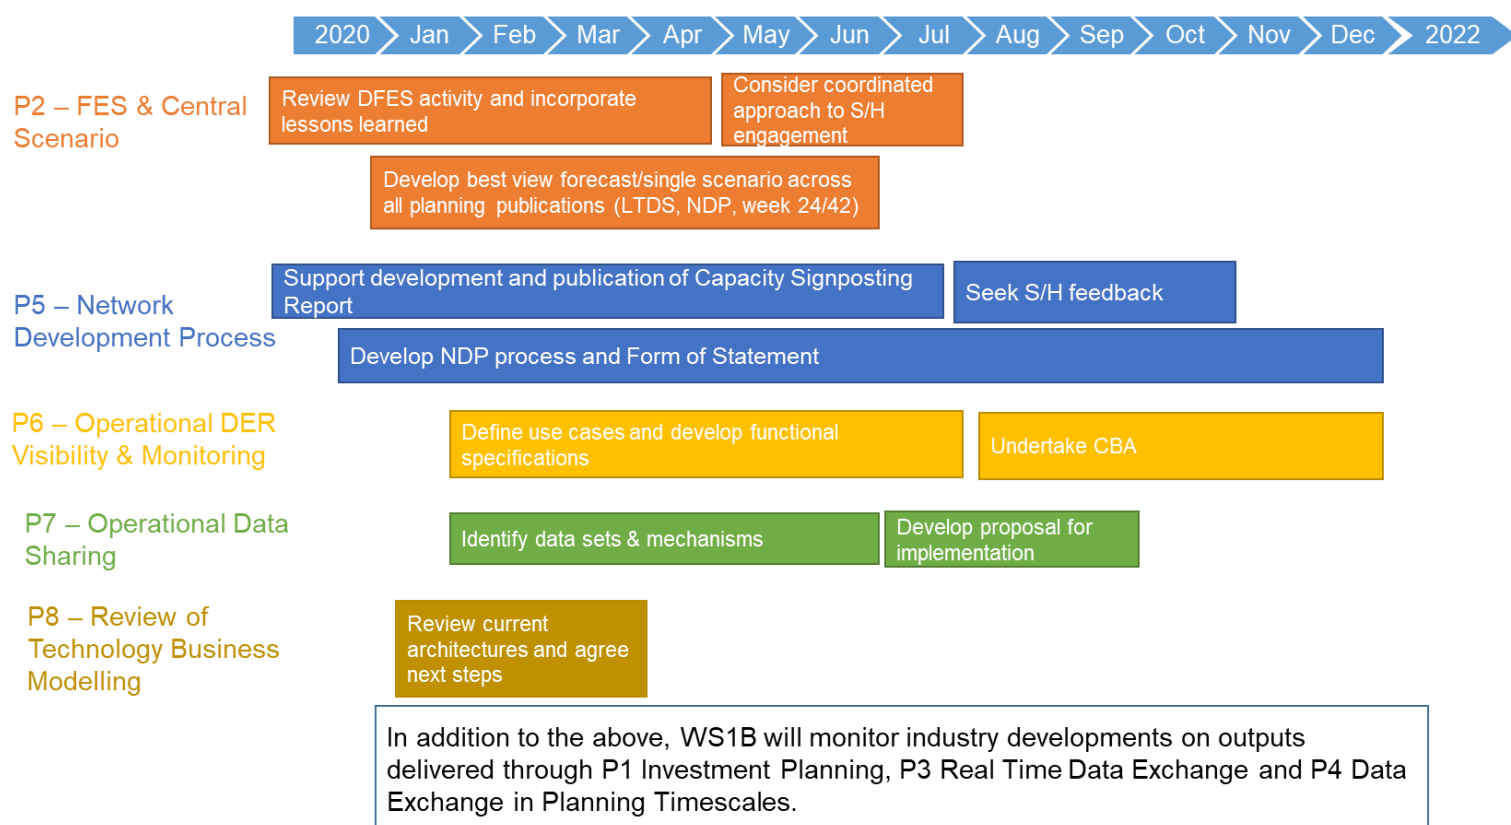 2020 Jan Feb Mar Apr May Jun Jul Aug Sep Oct Nov Dec 2022
P2 – FES & Central
Scenario
Review DFES activity and incorporate
lessons learned
Consider coordinated
approach to S/H
engagement
Develop best view forecast/single scenario across
all planning publications (LTDS, NDP, week 24/42)
P5 – Network
Development Process
Support development and publication of Capacity Signposting
Report
Seek S/H feedback
Develop NDP process and Form of Statement
P6 – Operational DER
Visibility & Monitoring
Define use cases and develop functional
specifications
Undertake CBA
P7 – Operational Data
Sharing
Identify data sets & mechanisms
Develop proposal for
implementation
P8 – Review of
Technology Business
Modelling
Review current
architectures and agree
next steps
In addition to the above, WS1B will monitor industry developments on outputs
delivered through P1 Investment Planning, P3 Real Time Data Exchange and P4 Data
Exchange in Planning Timescales.